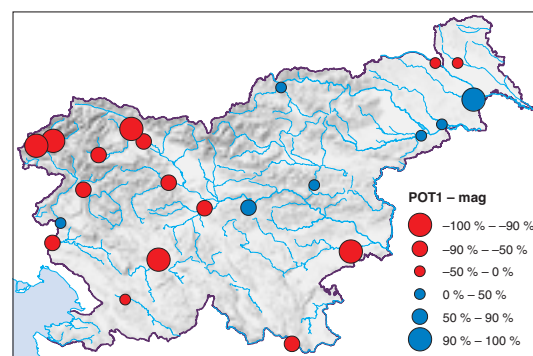 POT1 – mag
–100 % – –90 %
–90 % – –50 %
–50 % – 0 %
0 % – 50 %
50 % – 90 %
90 % – 100 %